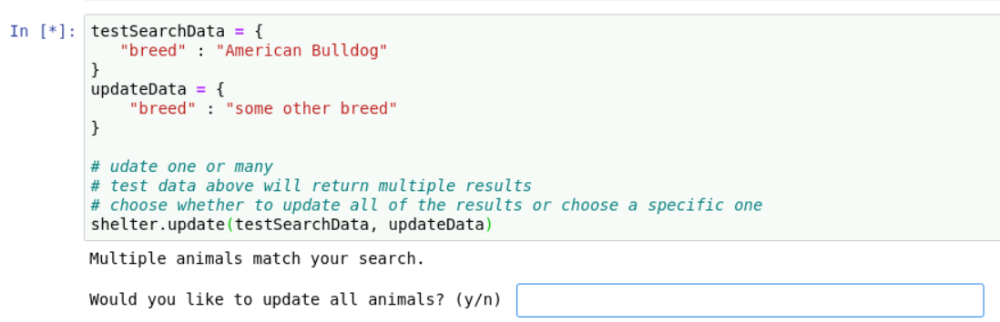 In [*]: testSearchData = {
"breed" : "American Bulldog"
}
updateData = {
"breed" : "some other breed"
}
# udate one or many
# test data above will return multiple results
# choose whether to update all of the results or choose a specific one
shelter.update(testSearchData, updateData)
Multiple animals match your search.
Would you like to update all animals? (y/n)